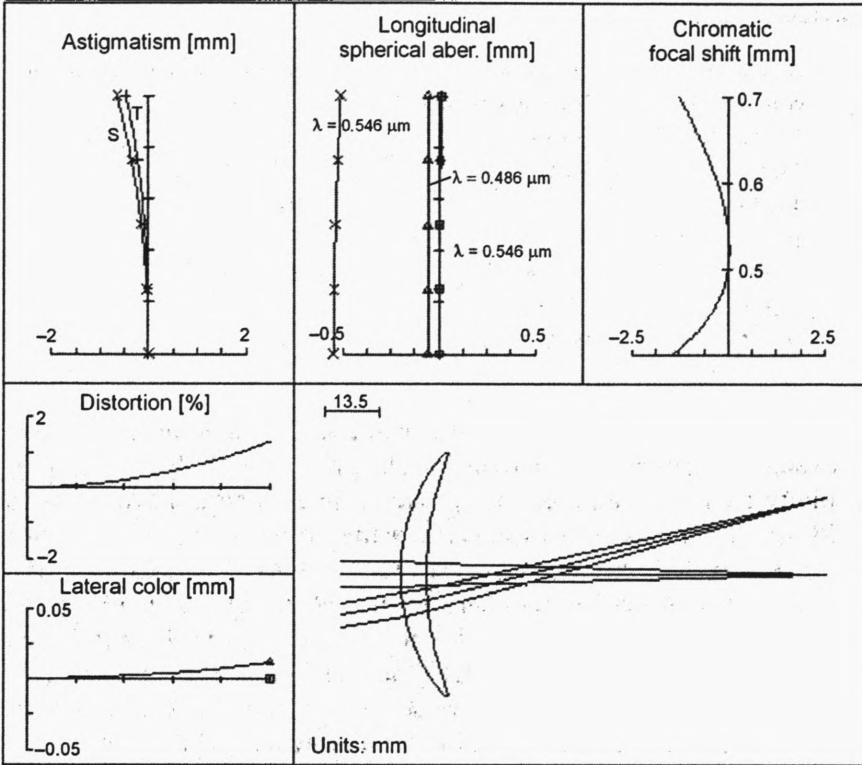 Astigmatism [mm]
T
S
–2
2
Longitudinal
spherical aber. [mm]
λ = 0.546 μm
λ = 0.486 μm
λ = 0.546 μm
–0.5
0.5
Chromatic
focal shift [mm]
0.7
0.6
0.5
–2.5
2.5
Distortion [%]
2
–2
Lateral color [mm]
0.05
–0.05
13.5
Units: mm